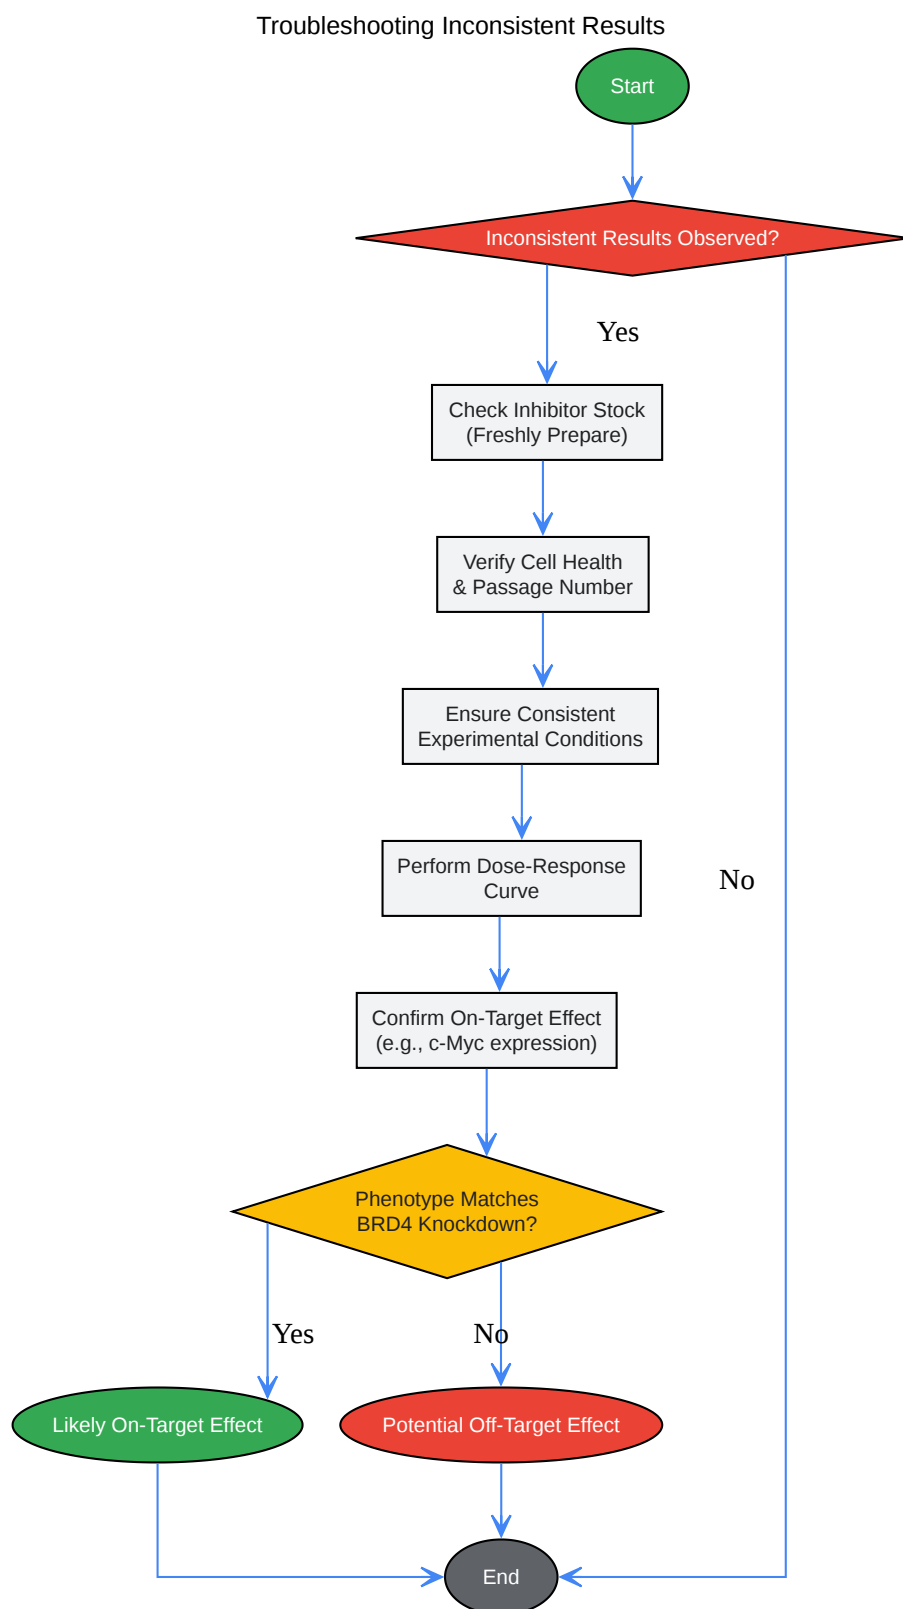 Troubleshooting Inconsistent Results
Start
Inconsistent Results Observed?
Yes
Check Inhibitor Stock
(Freshly Prepare)
Verify Cell Health
& Passage Number
Ensure Consistent
Experimental Conditions
Perform Dose-Response
Curve
No
Confirm On-Target Effect
(e.g., c-Myc expression)
Phenotype Matches
BRD4 Knockdown?
Yes
No
Likely On-Target Effect
Potential Off-Target Effect
End